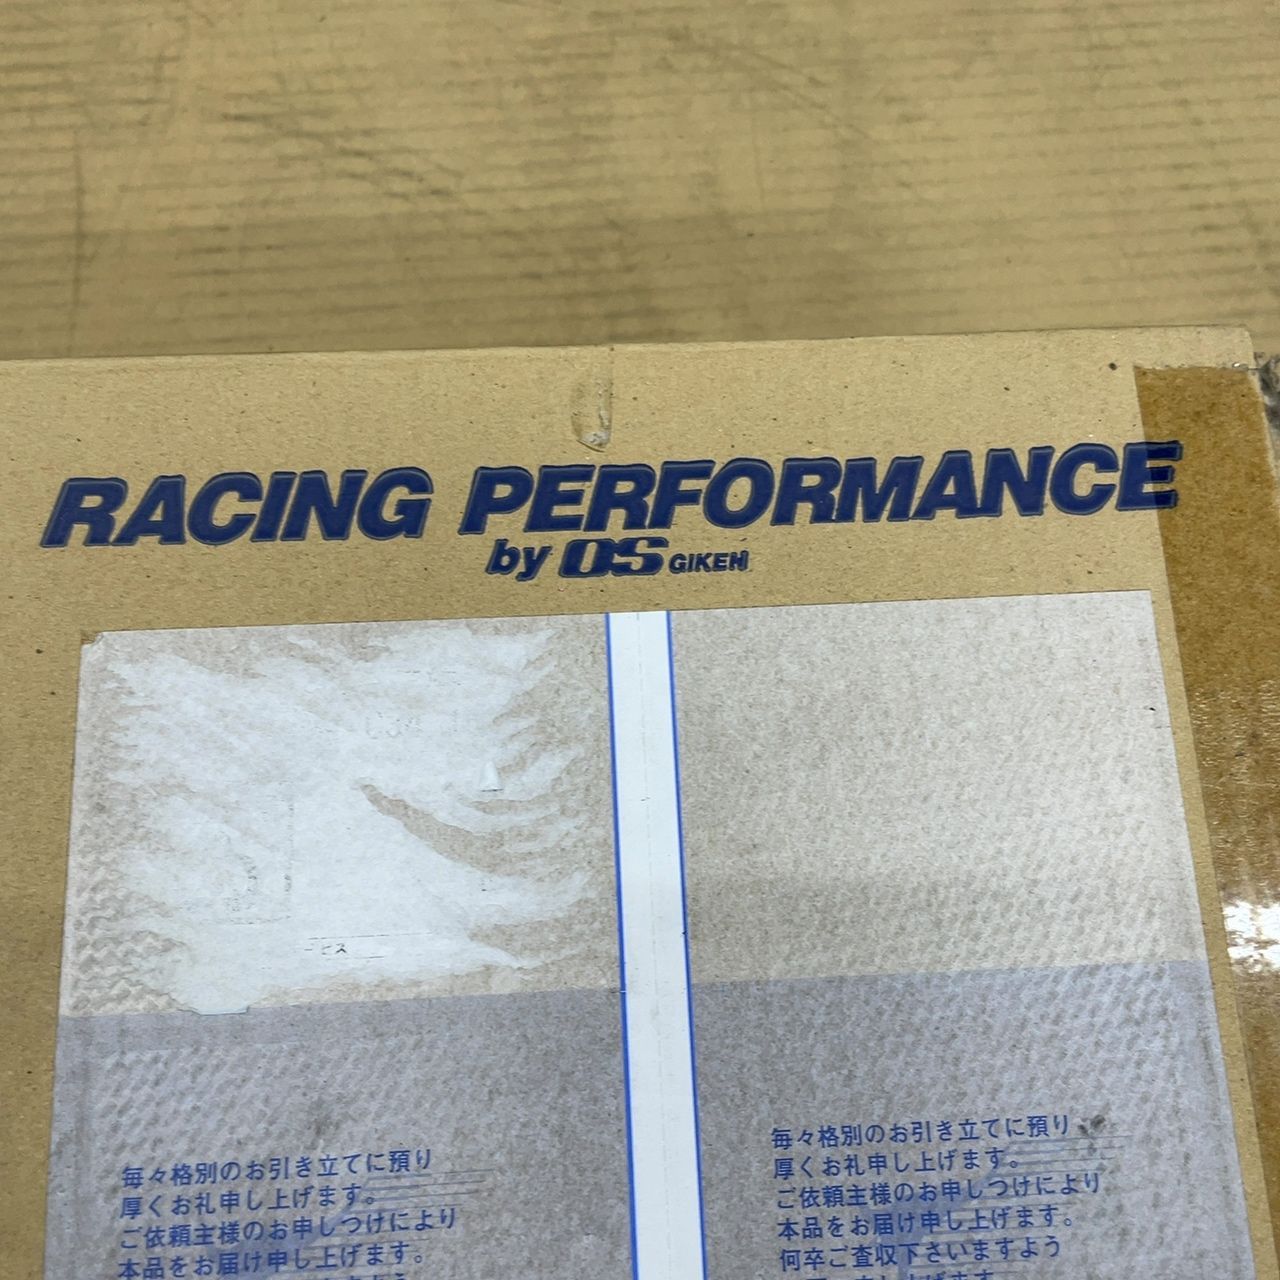 RACING PERFORMANCE
by OS GIKEN
ービス
毎々格別のお引き立てに預り
厚くお礼申し上げます。
ご依頼主様のお申しつけにより
本品をお届け申し上げます。
毎々格別のお引き立てに預り
厚くお礼申し上げます。
ご依頼主様のお申しつけにより
本品をお届け申し上げます。
何卒ご査収下さいますよう